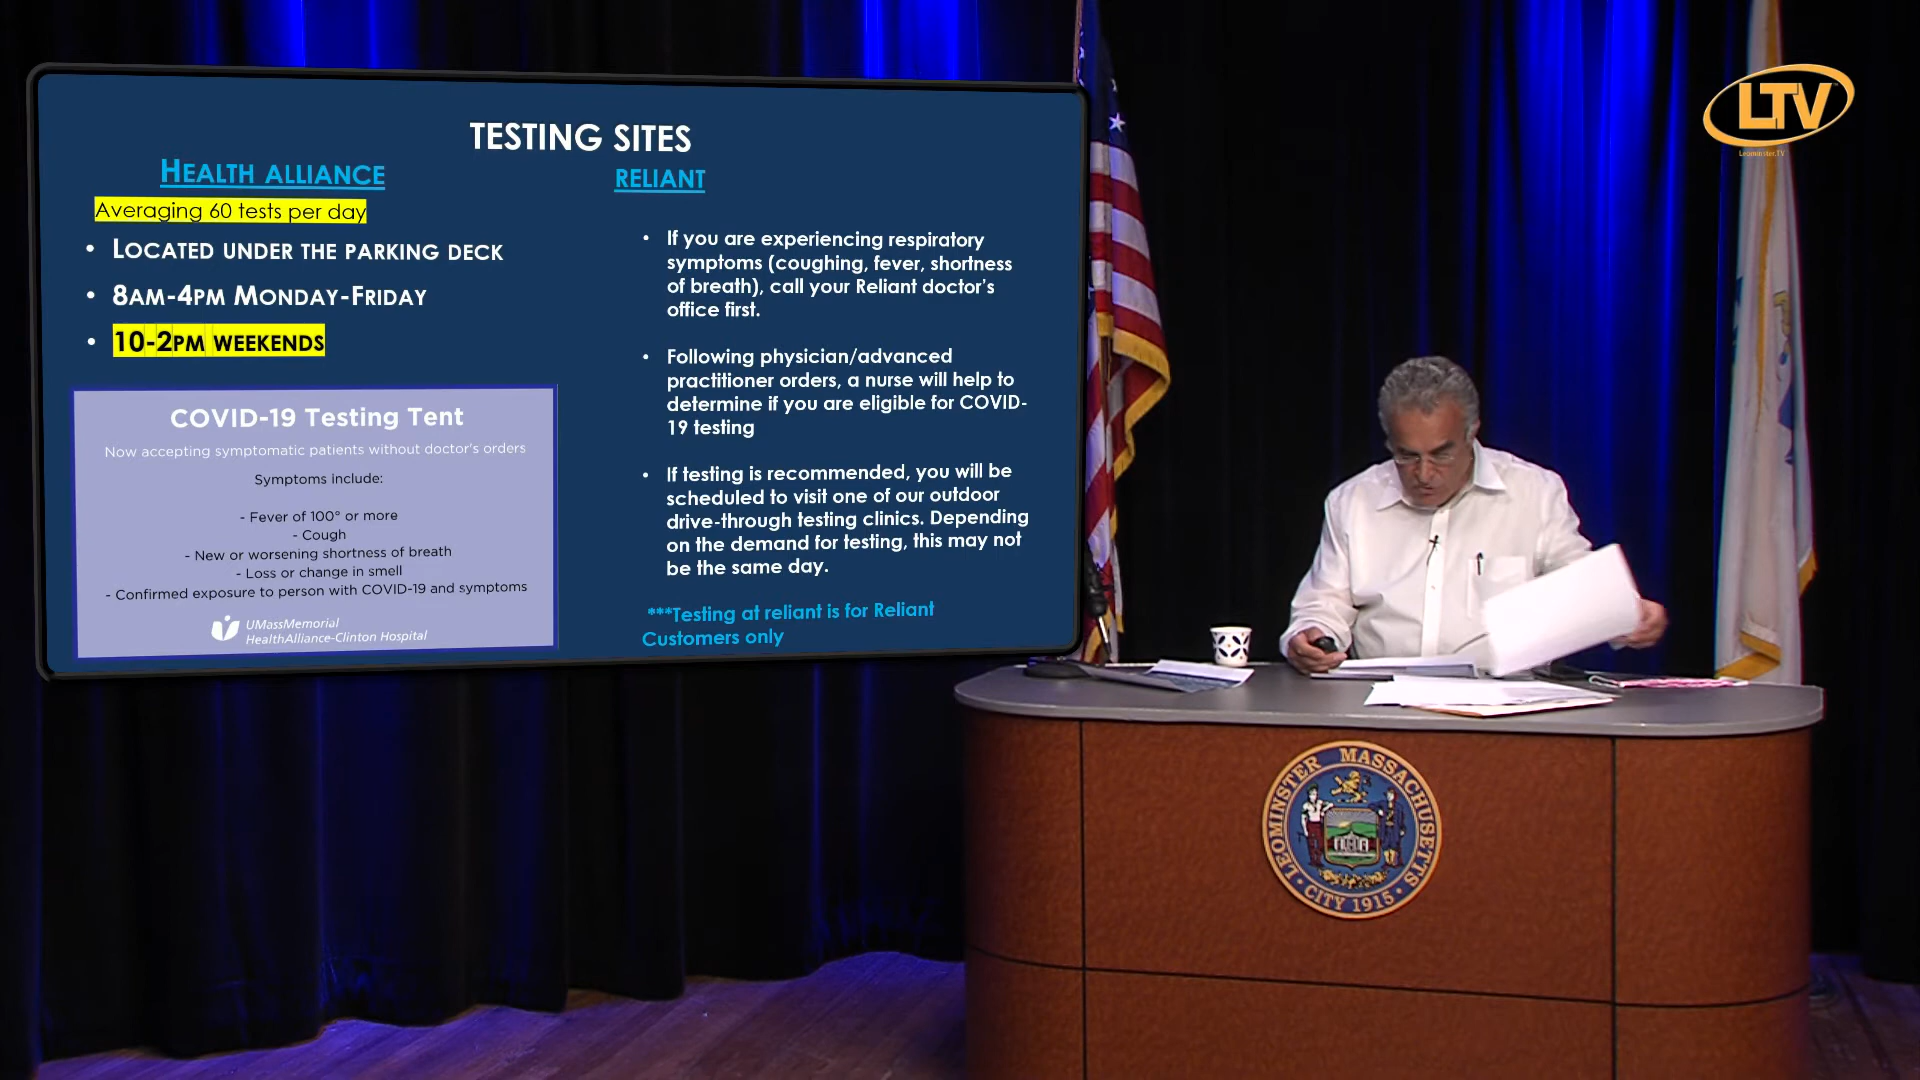 TESTING SITES
HEALTH ALLIANCE
Averaging 60 tests per day
• LOCATED UNDER THE PARKING DECK
• 8AM-4PM MONDAY-FRIDAY
• 10-2PM WEEKENDS
COVID-19 Testing Tent
Now accepting symptomatic patients without doctor's orders
Symptoms include:
- Fever of 100° or more
- Cough
- New or worsening shortness of breath
- Loss or change in smell
- Confirmed exposure to person with COVID-19 and symptoms
UMassMemorial
HealthAlliance-Clinton Hospital
RELIANT
• If you are experiencing respiratory
symptoms (coughing, fever, shortness
of breath), call your Reliant doctor's
office first.
• Following physician/advanced
practitioner orders, a nurse will help to
determine if you are eligible for COVID-
19 testing
• If testing is recommended, you will be
scheduled to visit one of our outdoor
drive-through testing clinics. Depending
on the demand for testing, this may not
be the same day.
***Testing at reliant is for Reliant
Customers only
LTV
Leominster.TV
LEOMINSTER MASSACHUSETTS
CITY 1915